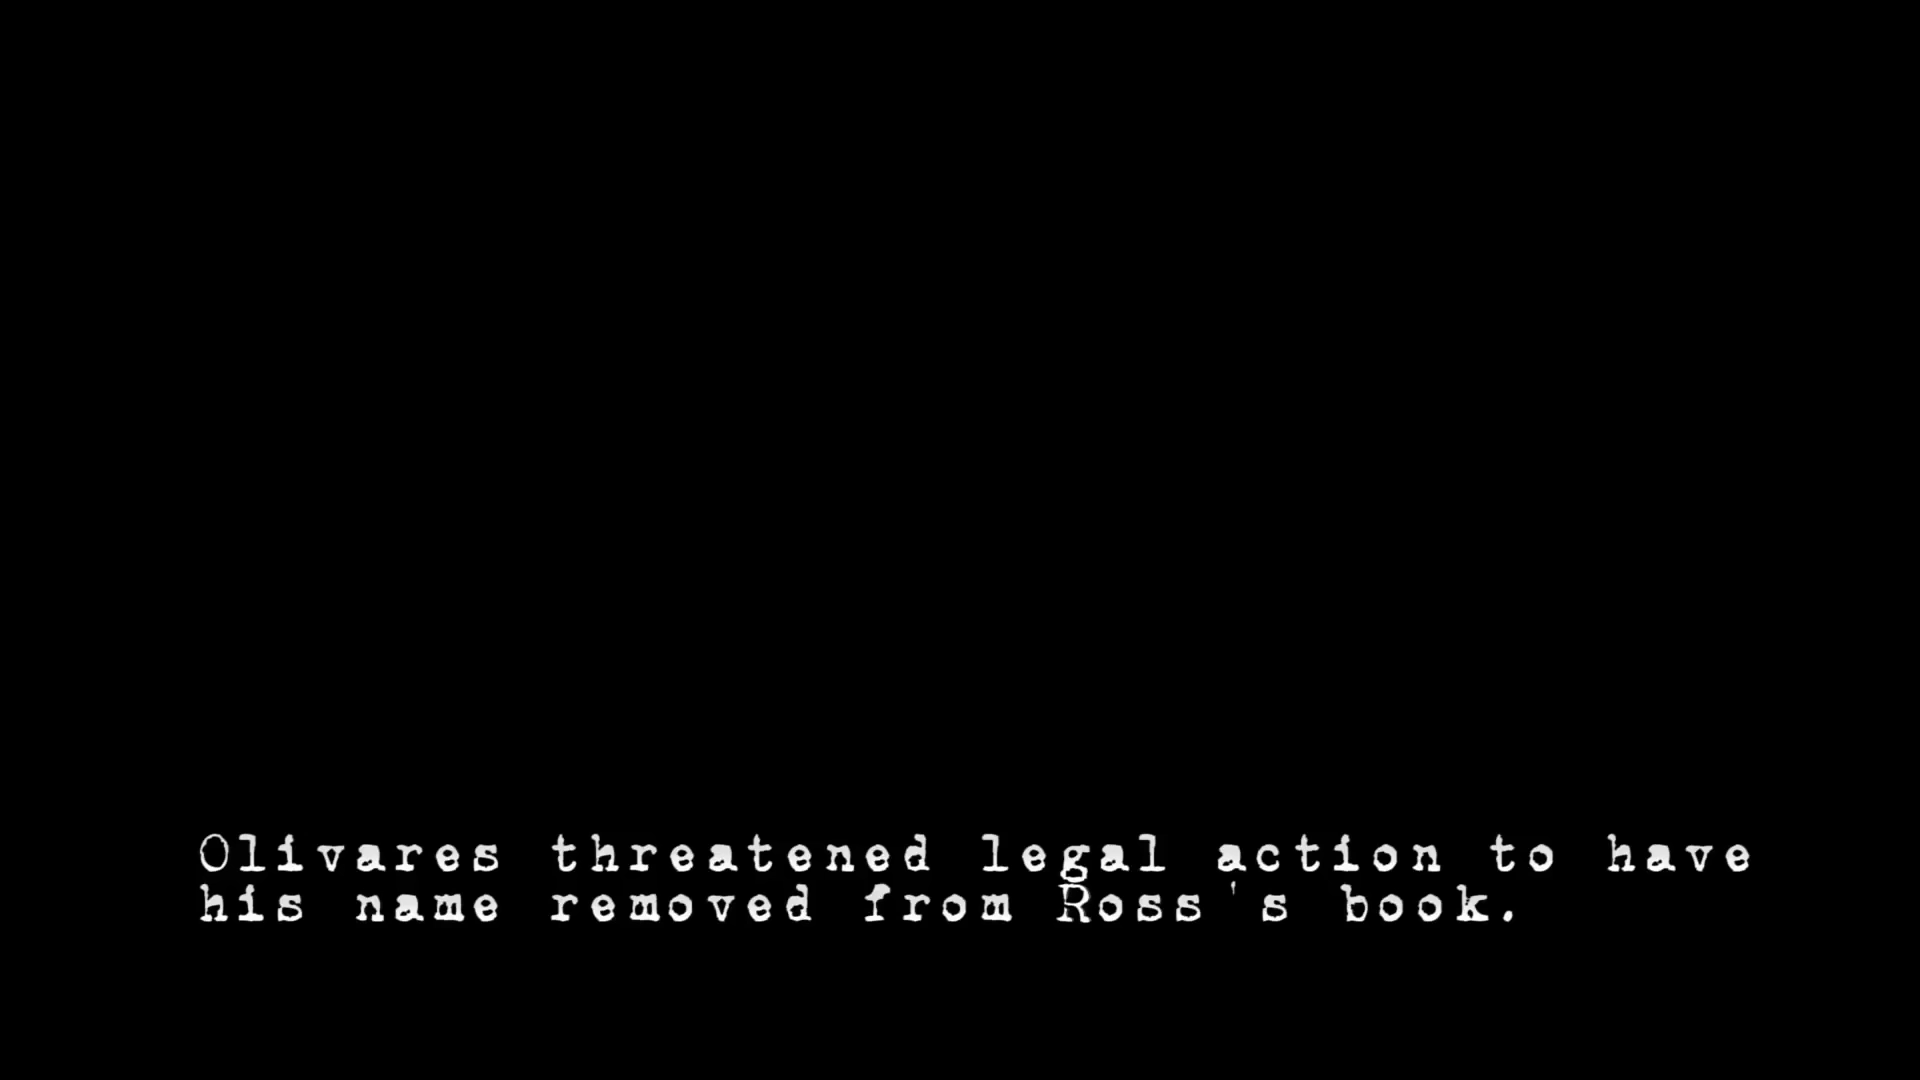 Olivares threatened legal action to have
his name removed from Ross's book.